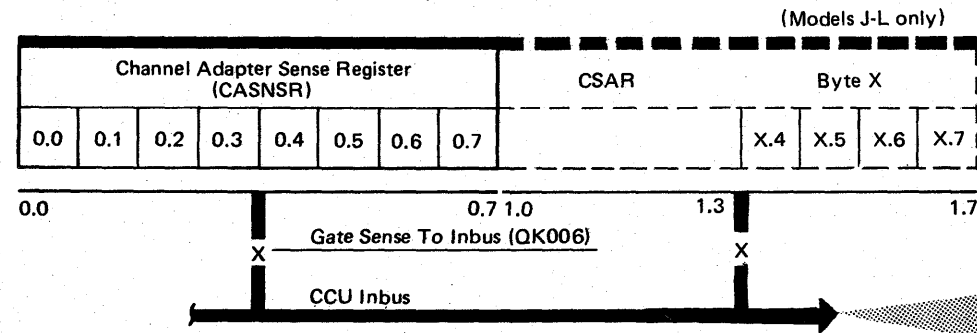 (Models J-L only)
Channel Adapter Sense Register
(CASNSR)
CSAR
Byte X
0.0 0.1 0.2 0.3 0.4 0.5 0.6 0.7 X.4 X.5 X.6 X.7
0.0 0.7 1.0 1.3 1.7
X Gate Sense To Inbus (QK006) X
CCU Inbus